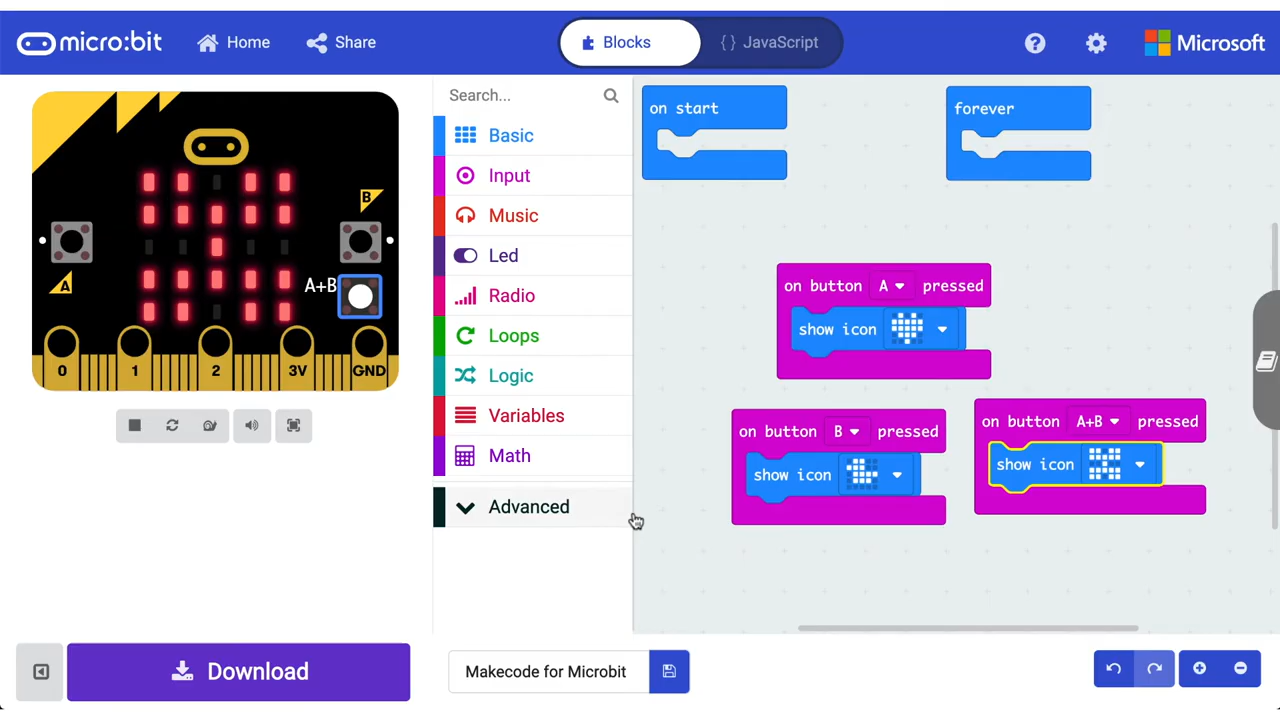 micro:bit
Home
Share
Blocks
{ } JavaScript
?
Microsoft
B
A
A+B
0 1 2 3V GND
Download
Search...
Basic
Input
Music
Led
Radio
Loops
Logic
Variables
Math
Advanced
on start
forever
on button A pressed
show icon
on button B pressed
show icon
on button A+B pressed
show icon
Makecode for Microbit